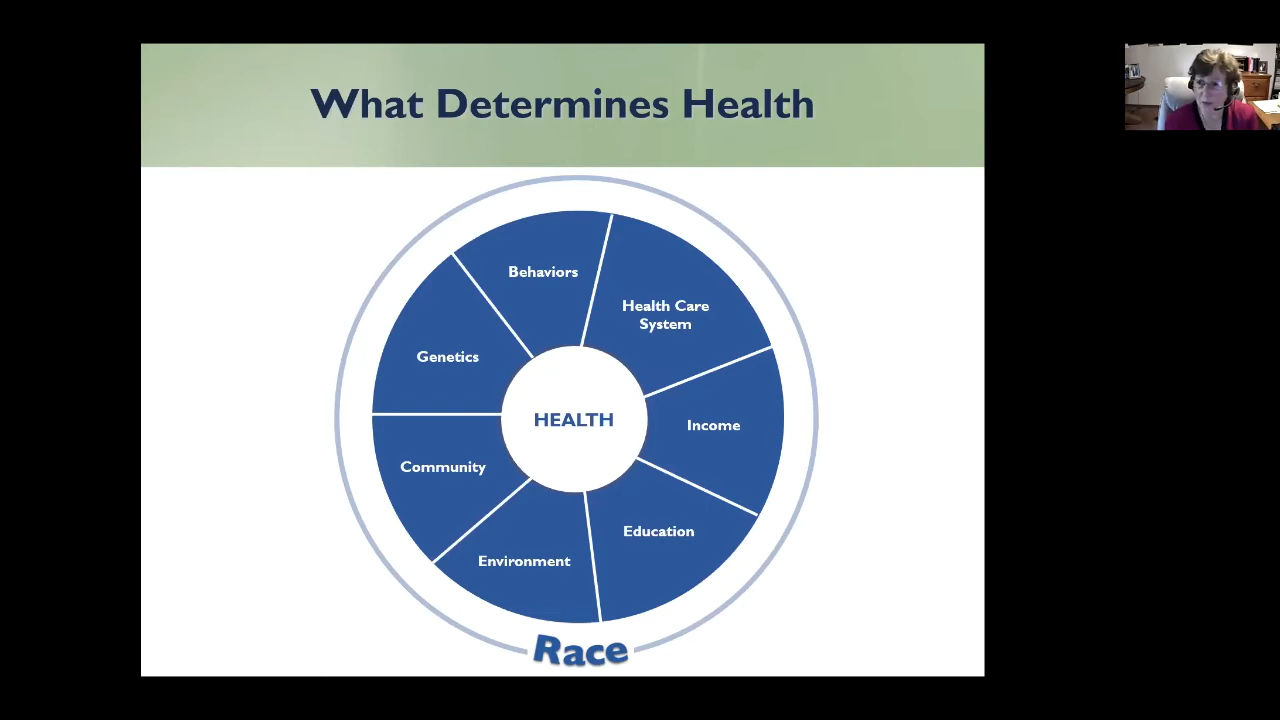 What Determines Health
Behaviors
Health Care
System
Genetics
HEALTH
Income
Community
Education
Environment
Race